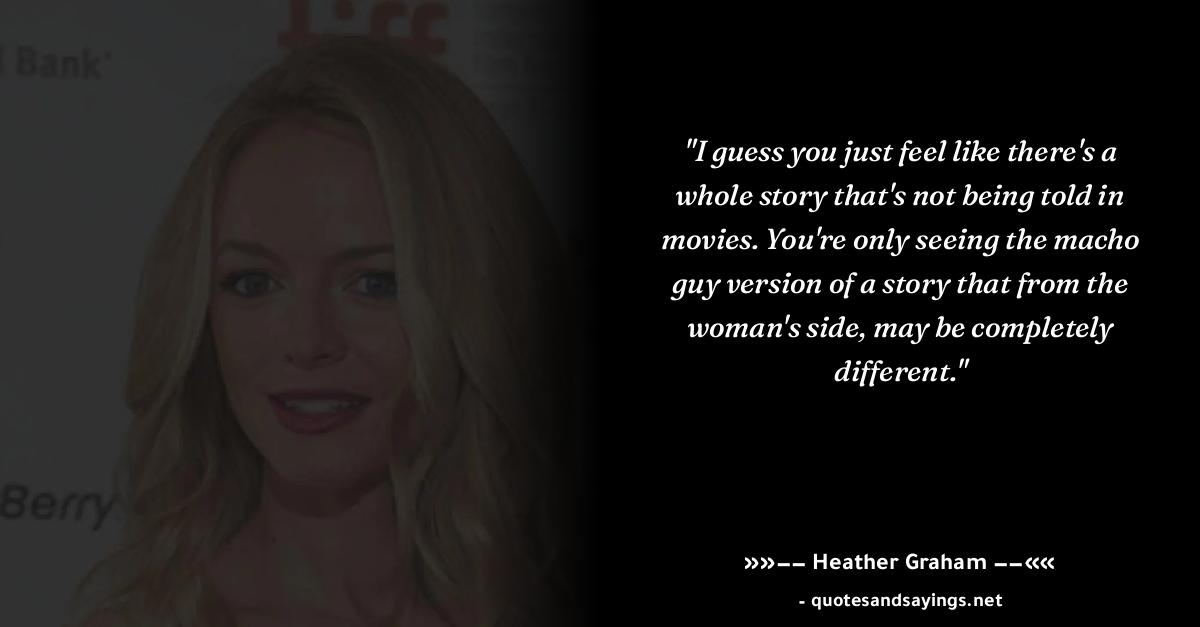 tiff
l Bank
Berry
"I guess you just feel like there's a
whole story that's not being told in
movies. You're only seeing the macho
guy version of a story that from the
woman's side, may be completely
different."
»»-- Heather Graham --««
- quotesandsayings.net